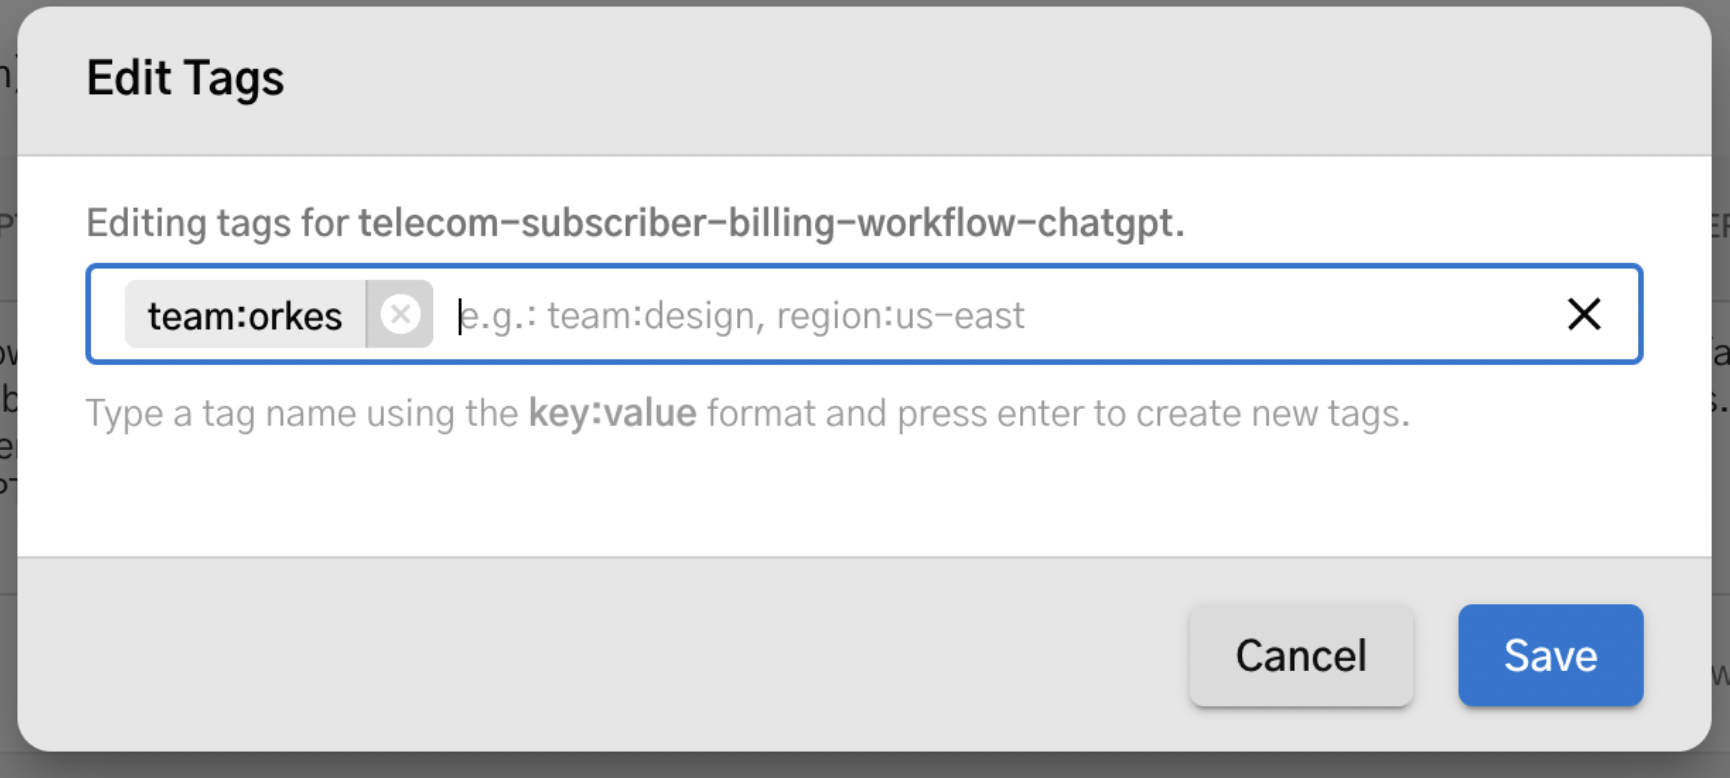 Edit Tags
Editing tags for telecom-subscriber-billing-workflow-chatgpt.
team:orkes e.g.: team:design, region:us-east
Type a tag name using the key:value format and press enter to create new tags.
Cancel Save